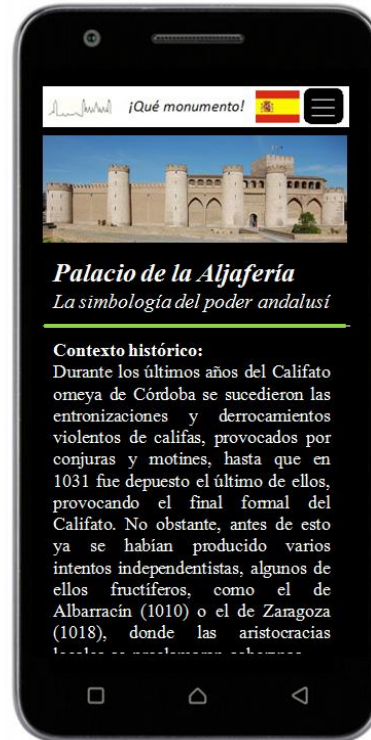 ¡Qué monumento!
Palacio de la Aljafería
La simbología del poder andalusí
Contexto histórico:
Durante los últimos años del Califato
omeya de Córdoba se sucedieron las
entronizaciones y derrocamientos
violentos de califas, provocados por
conjuras y motines, hasta que en
1031 fue depuesto el último de ellos,
provocando el final formal del
Califato. No obstante, antes de esto
ya se habían producido varios
intentos independentistas, algunos de
ellos fructíferos, como el de
Albarracín (1010) o el de Zaragoza
(1018), donde las aristocracias